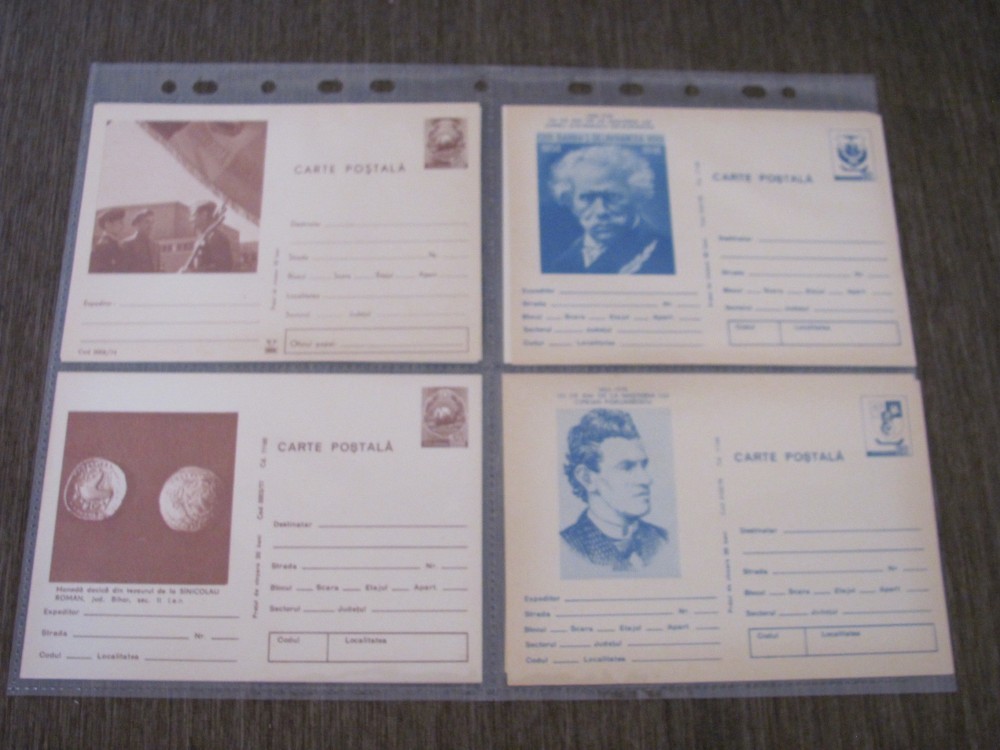 CARTE POŞTALĂ
Destinatar
Strada Nr.
Blocul Scara Etajul Apart.
Localitatea
Sectorul Judeţul
Expeditor
Oficiul poştal
CARTE POŞTALĂ
Destinatar
Strada Nr.
Blocul Scara Etajul Apart.
Sectorul Judeţul
Codul Localitatea
Expeditor
Strada Nr.
Blocul Scara Etajul Apart.
Sectorul Judeţul
Codul Localitatea
CARTE POŞTALĂ
Destinatar
Strada Nr.
Blocul Scara Etajul Apart.
Sectorul Judeţul
Codul Localitatea
Monedă dacică din tezaurul de la SINICOLAU
ROMAN, jud. Bihor, sec. II î.e.n.
Expeditor
Strada Nr.
Codul Localitatea
CIPRIAN PORUMBESCU
CARTE POŞTALĂ
Destinatar
Strada Nr.
Blocul Scara Etajul Apart.
Sectorul Judeţul
Codul Localitatea
Expeditor
Strada Nr.
Blocul Scara Etajul Apart.
Sectorul Judeţul
Codul Localitatea